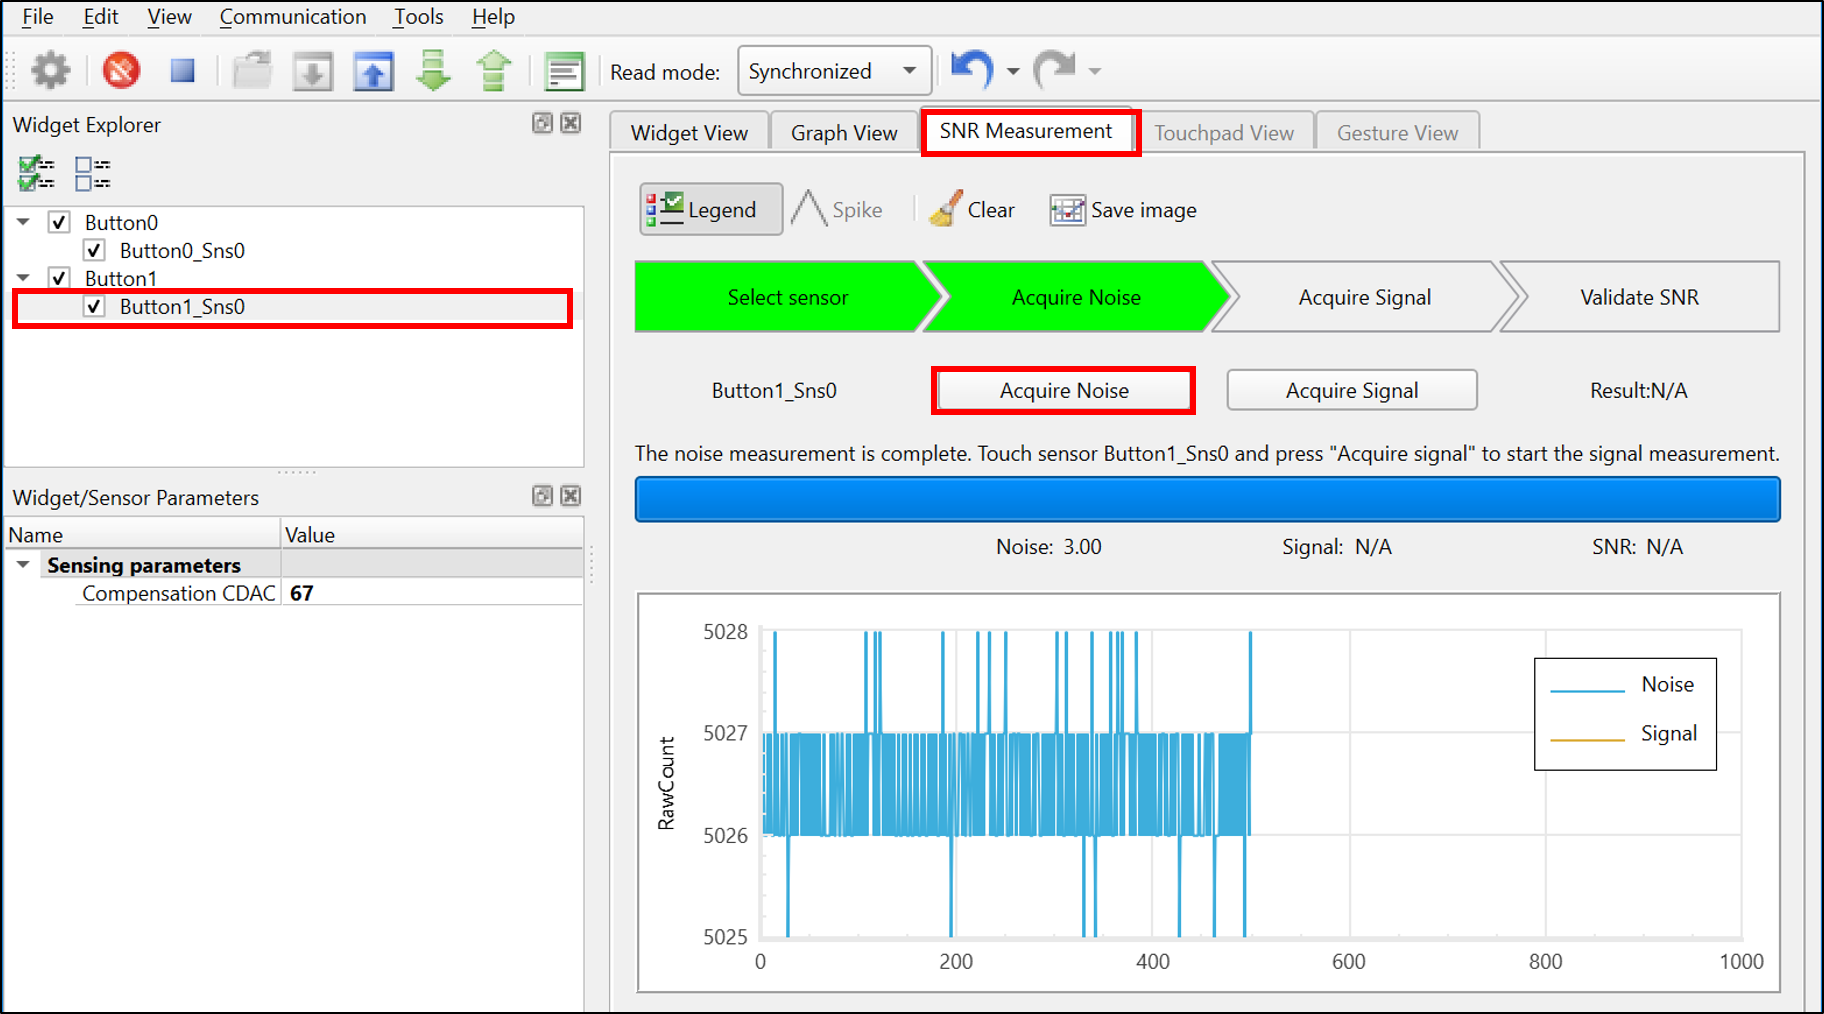 File Edit View Communication Tools Help
Read mode: Synchronized
Widget Explorer
Button0
Button0_Sns0
Button1
Button1_Sns0
Widget/Sensor Parameters
Name Value
Sensing parameters
Compensation CDAC 67
Widget View Graph View SNR Measurement Touchpad View Gesture View
Legend Spike Clear Save image
Select sensor Acquire Noise Acquire Signal Validate SNR
Button1_Sns0 Acquire Noise Acquire Signal Result:N/A
The noise measurement is complete. Touch sensor Button1_Sns0 and press "Acquire signal" to start the signal measurement.
Noise: 3.00 Signal: N/A SNR: N/A
RawCount
5028
5027
5026
5025
0 200 400 600 800 1000
Noise
Signal